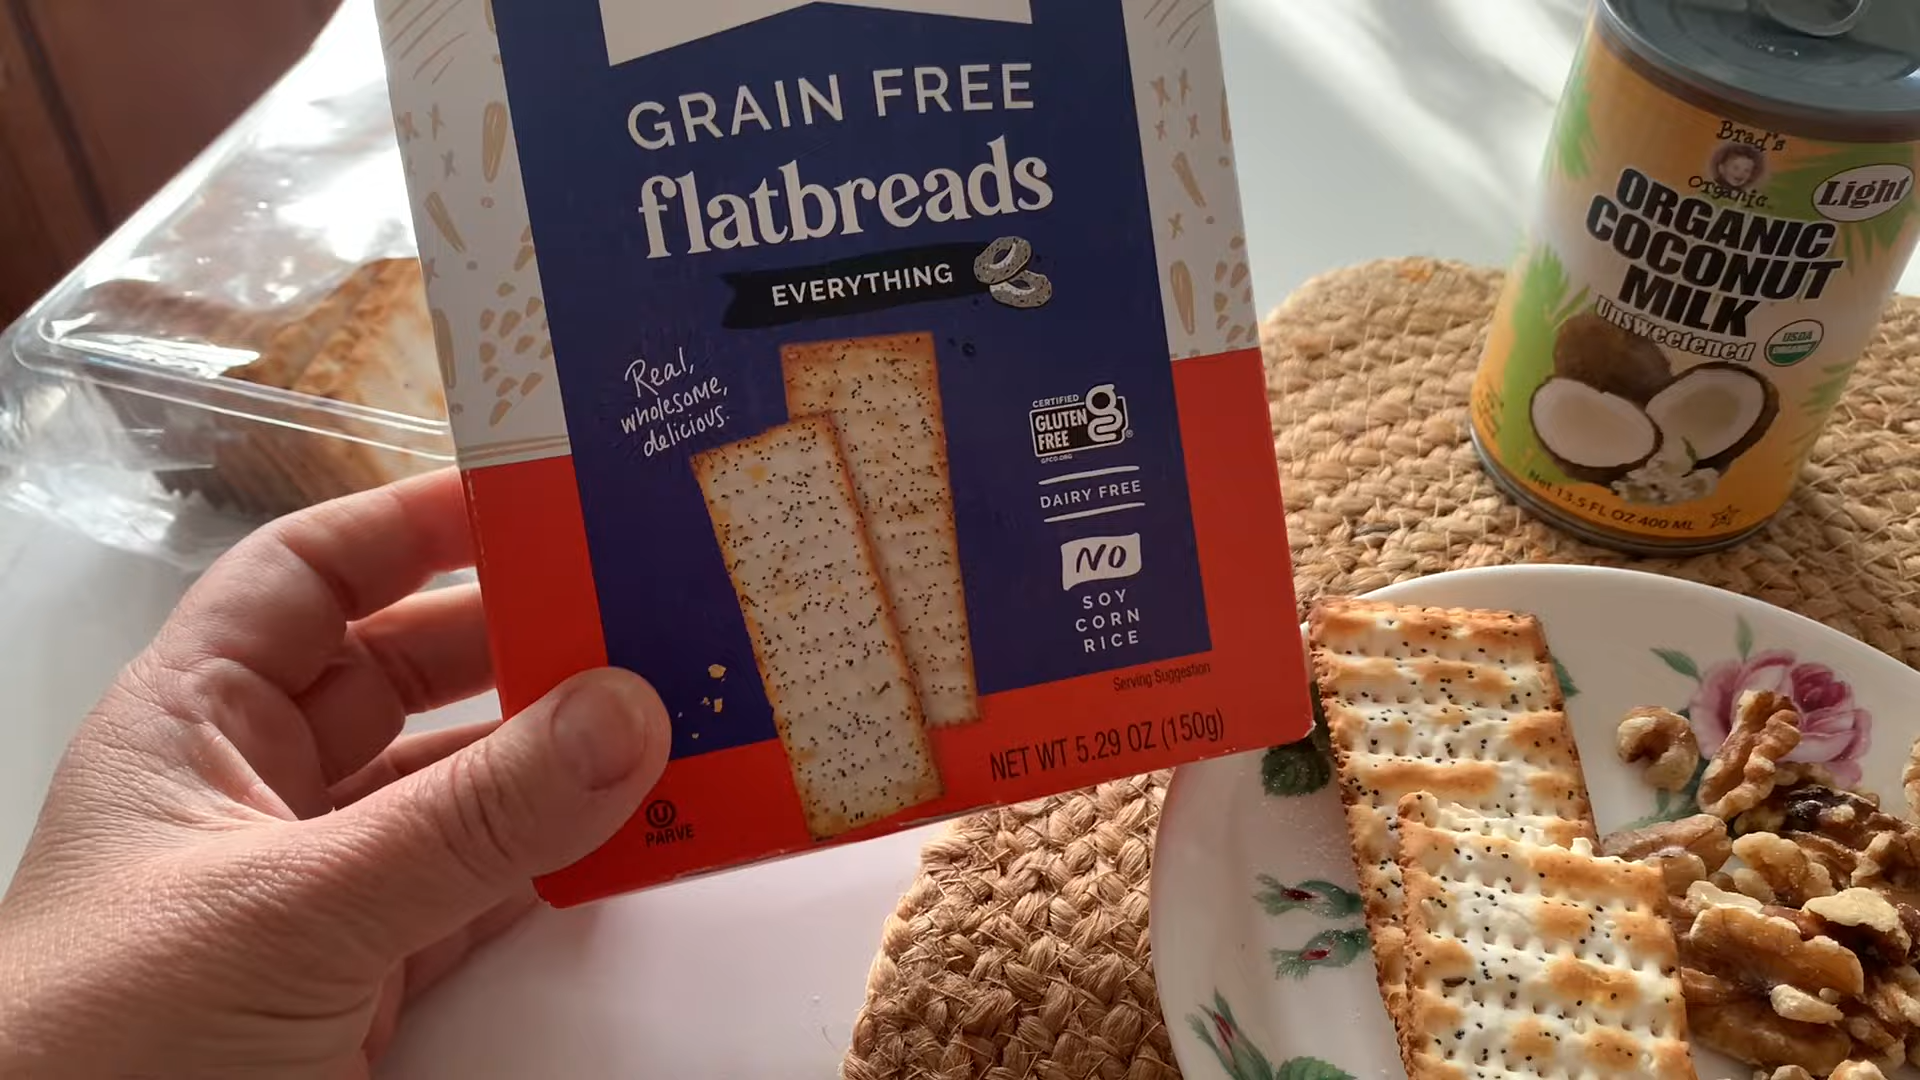 GRAIN FREE
flatbreads
EVERYTHING
Real,
wholesome,
delicious.
CERTIFIED
GLUTEN
FREE
GFCO.ORG
DAIRY FREE
NO
SOY
CORN
RICE
Serving Suggestion
NET WT 5.29 OZ (150g)
U
PARVE
Brad's
Organic
Light
ORGANIC
COCONUT
MILK
Unsweetened
USDA
ORGANIC
Net 13.5 FL OZ 400 ML